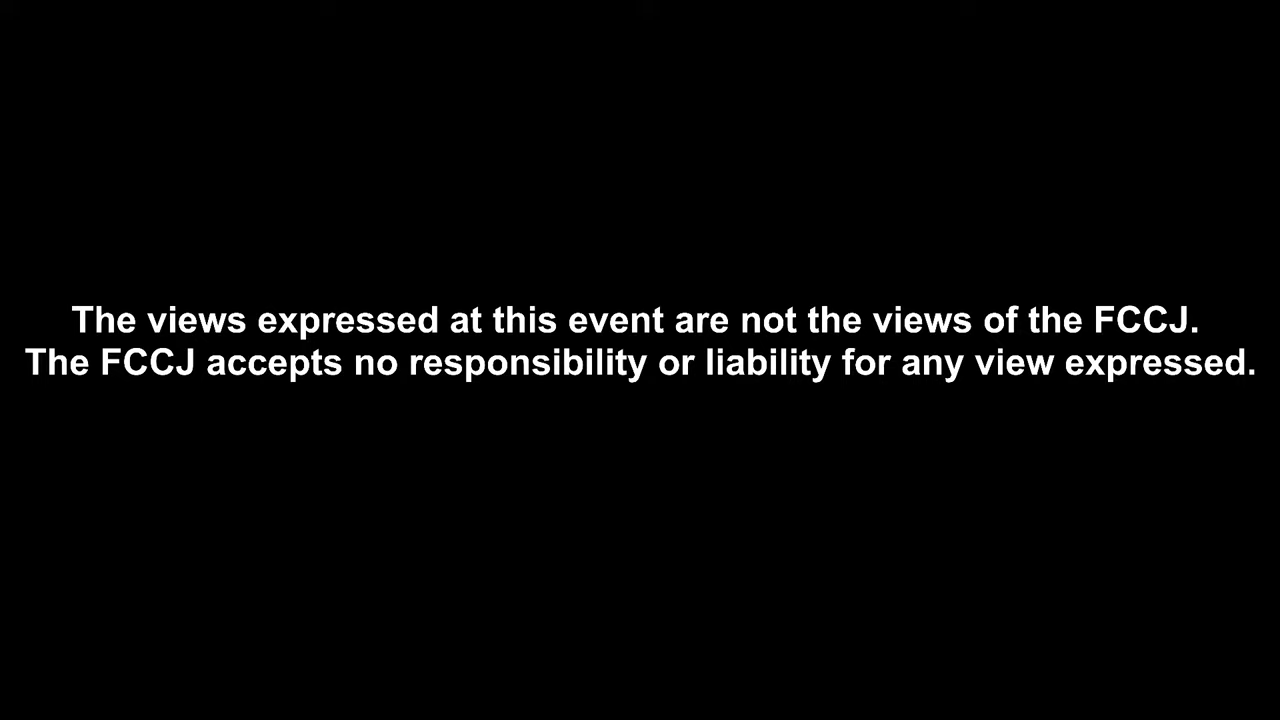 The views expressed at this event are not the views of the FCCJ.
The FCCJ accepts no responsibility or liability for any view expressed.